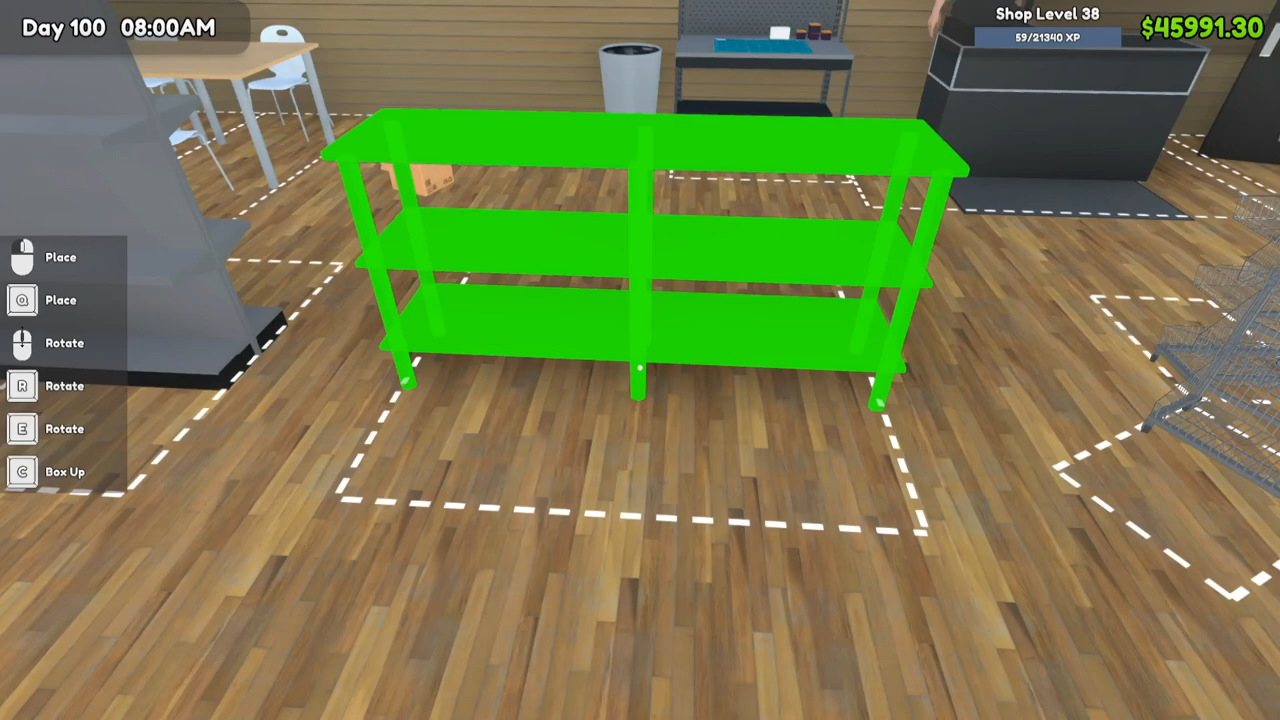 Day 100 08:00AM
Shop Level 38
59/21340 XP
$45991.30
Place
Q Place
Rotate
R Rotate
E Rotate
C Box Up